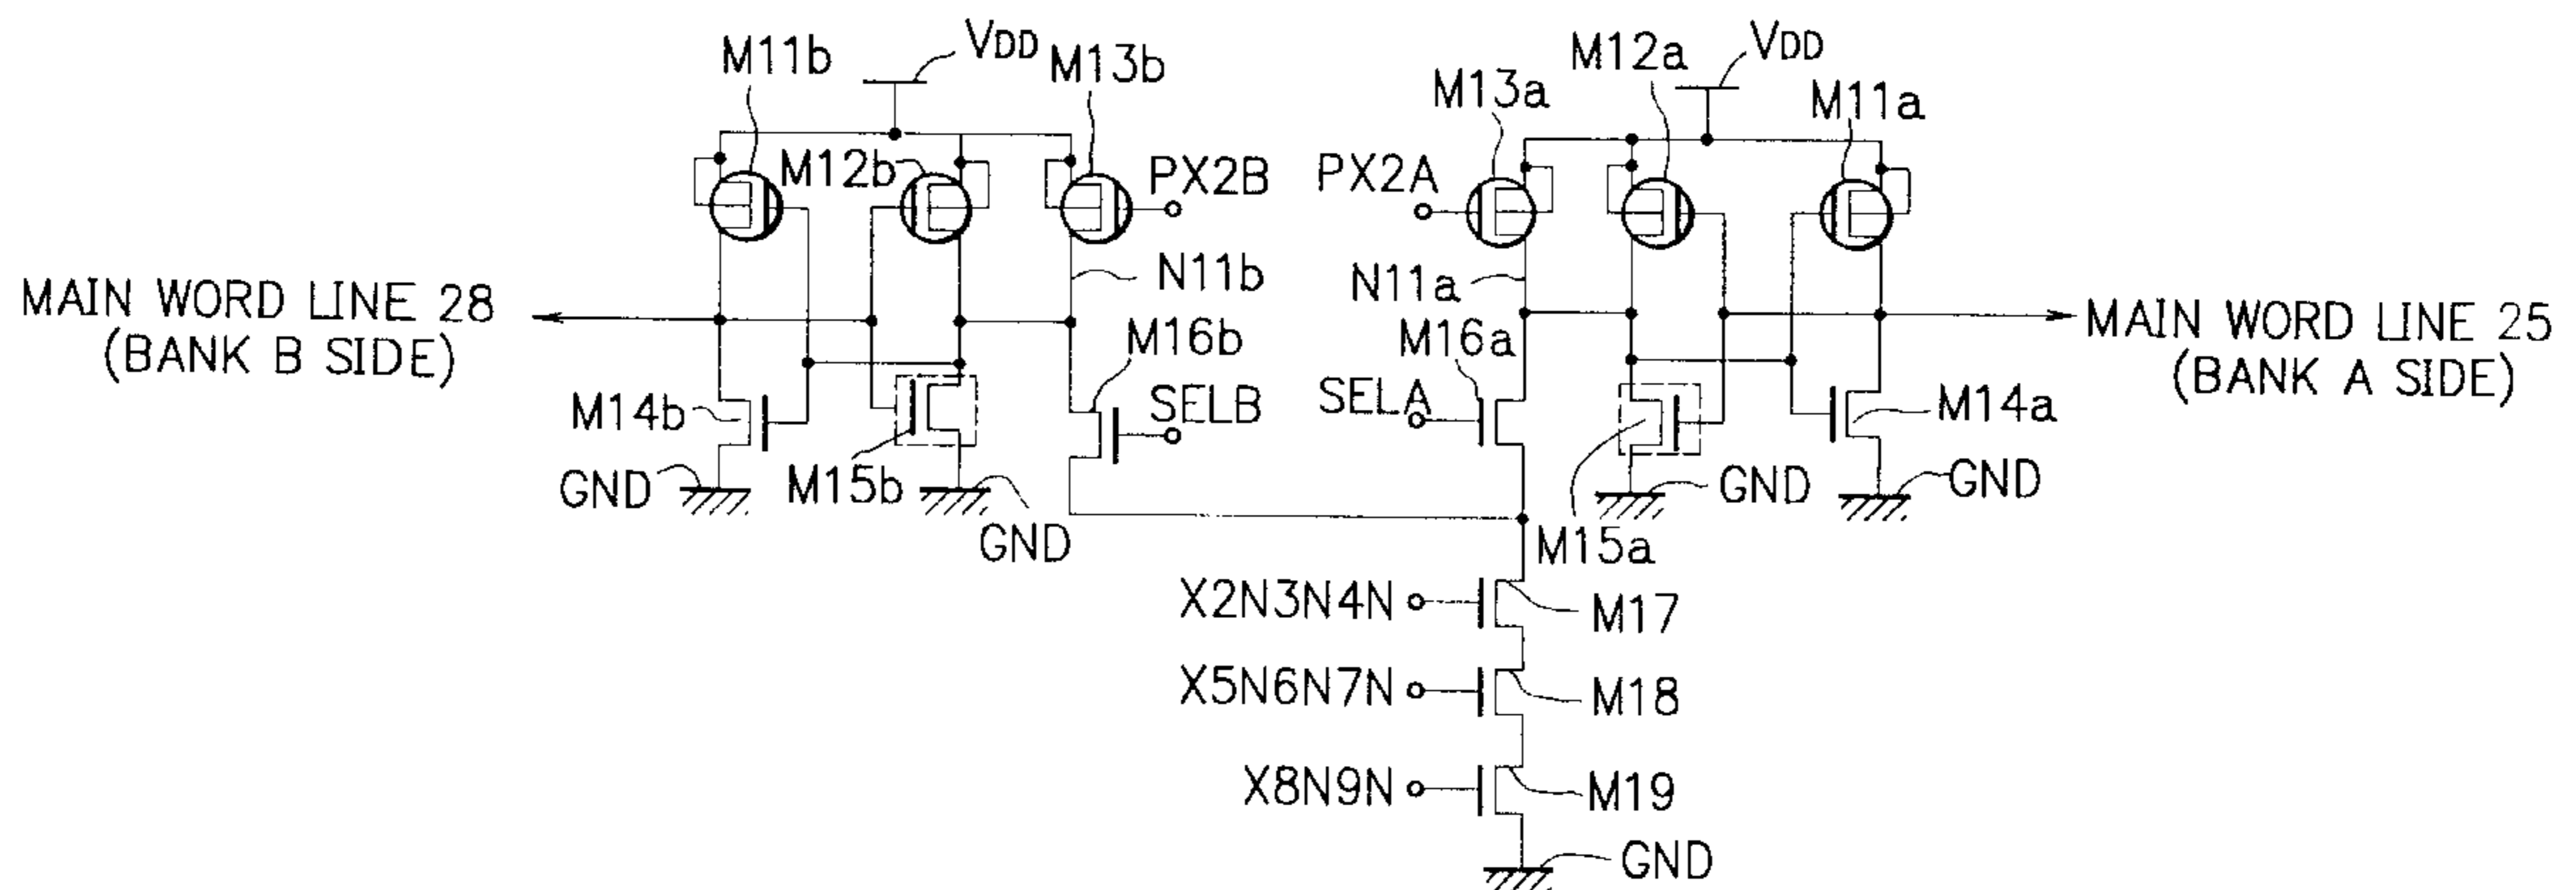 M11b
VDD
M13b
M12b
PX2B
N11b
MAIN WORD LINE 28
(BANK B SIDE)
M16b
SELB
M14b
GND
M15b
GND
M13a
M12a
VDD
M11a
PX2A
N11a
M16a
SELA
MAIN WORD LINE 25
(BANK A SIDE)
M14a
GND
GND
M15a
X2N3N4N
M17
X5N6N7N
M18
X8N9N
M19
GND